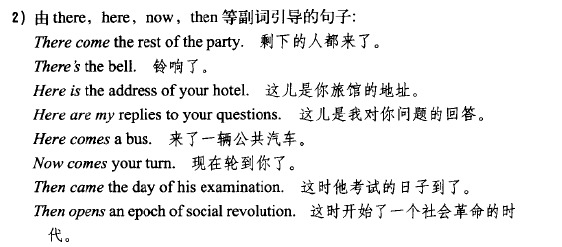 2) 由 there, here, now, then 等副词引导的句子:
There come the rest of the party. 剩下的人都来了。
There's the bell. 铃响了。
Here is the address of your hotel. 这儿是你旅馆的地址。
Here are my replies to your questions. 这儿是我对你问题的回答。
Here comes a bus. 来了一辆公共汽车。
Now comes your turn. 现在轮到你了。
Then came the day of his examination. 这时他考试的日子到了。
Then opens an epoch of social revolution. 这时开始了一个社会革命的时
代。